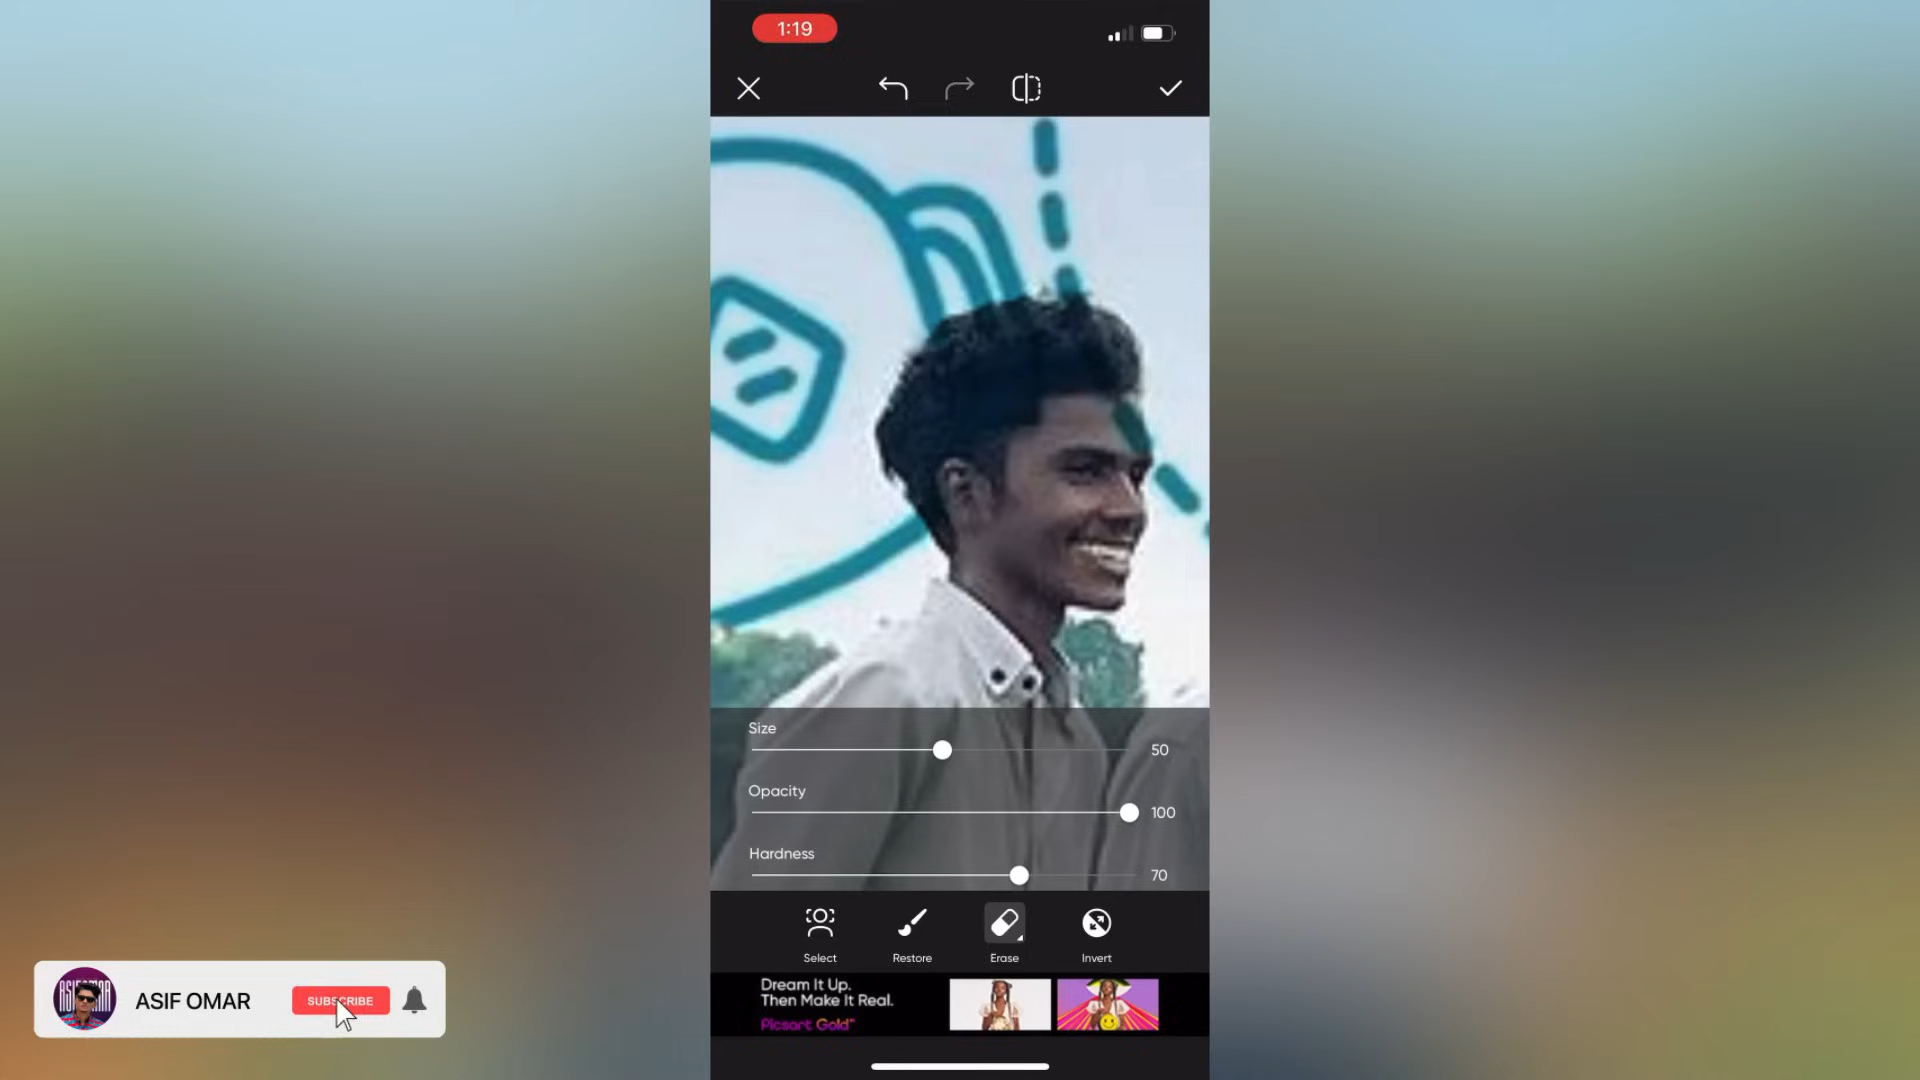 1:19
Size
50
Opacity
100
Hardness
70
Select
Restore
Erase
Invert
Dream It Up.
Then Make It Real.
Picsart Gold™
ASIF OMAR
SUBSCRIBE